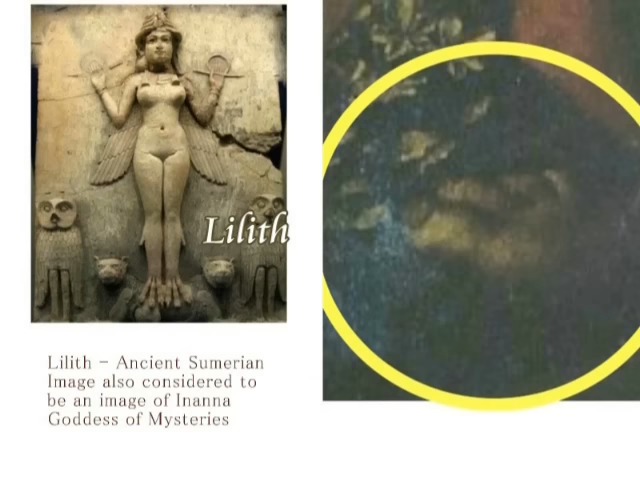 Lilith
Lilith – Ancient Sumerian
Image also considered to
be an image of Inanna
Goddess of Mysteries